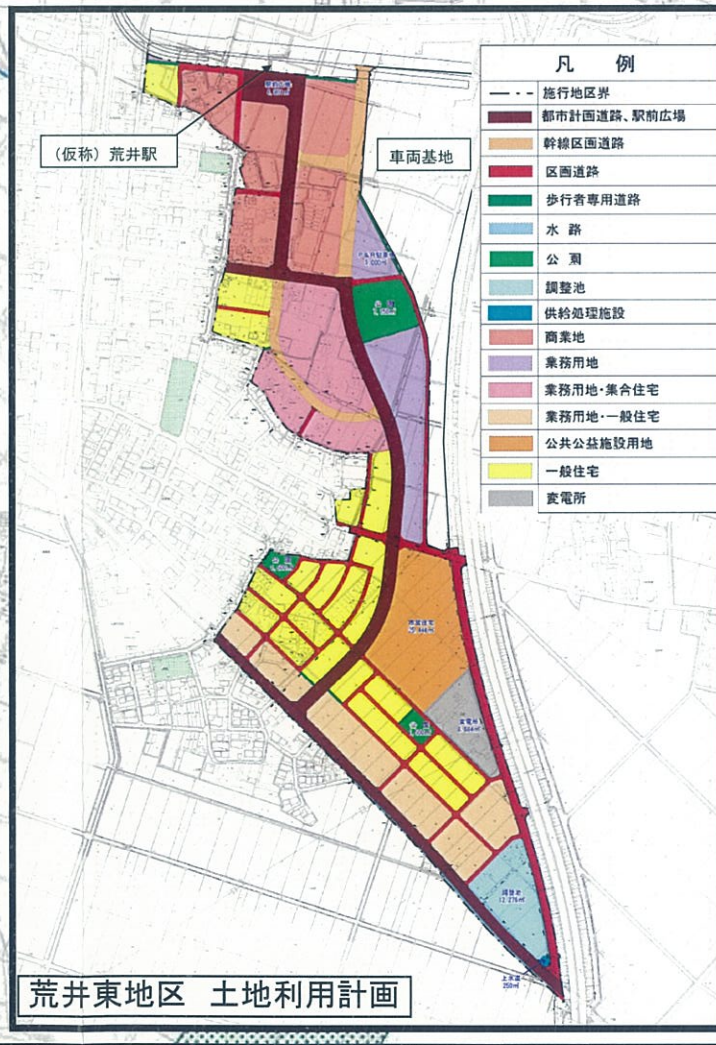 凡 例
施行地区界
都市計画道路、駅前広場
幹線区画道路
区画道路
歩行者専用道路
水 路
公 園
調整池
供給処理施設
商業地
業務用地
業務用地・集合住宅
業務用地・一般住宅
公共公益施設用地
一般住宅
変電所
(仮称) 荒井駅
車両基地
調整池
12,276㎡
荒井東地区 土地利用計画